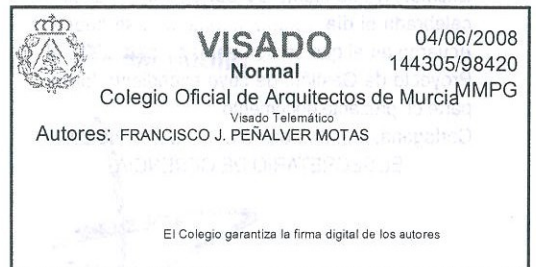 VISADO
04/06/2008
Normal
144305/98420
Colegio Oficial de Arquitectos de Murcia MMPG
Visado Telemático
Autores: FRANCISCO J. PEÑALVER MOTAS
El Colegio garantiza la firma digital de los autores